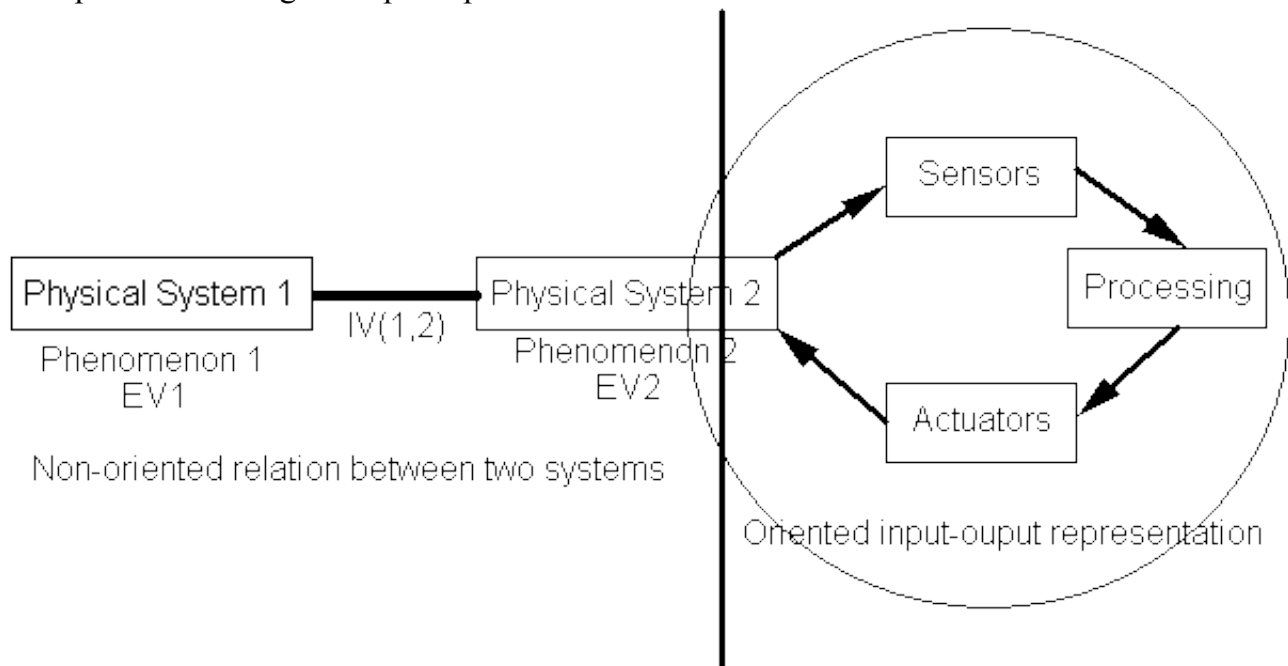 Sensors
Physical System 1
Physical System 2
Processing
IV(1,2)
Phenomenon 1
EV1
Phenomenon 2
EV2
Actuators
Non-oriented relation between two systems
Oriented input-ouput representation